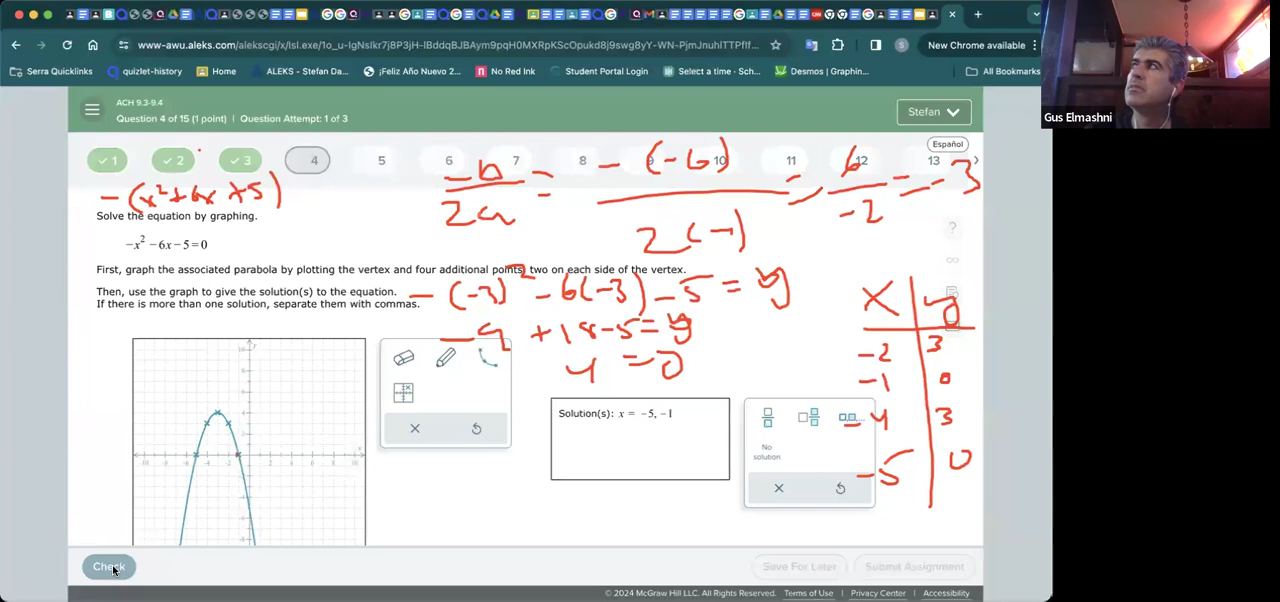 www-awu.aleks.com/alekscgi/x/Isl.exe/1o_u-IgNsIkr7j8P3jH-IBddqBJBAym9pqH0MXRpKScOpukd8j9swg8yY-WN-PjmJnuhITTPfIf...
New Chrome available
Serra Quicklinks quizlet-history Home ALEKS - Stefan Da... ¡Feliz Año Nuevo 2... No Red Ink Student Portal Login Select a time · Sch... Desmos | Graphin... All Bookmarks
Gus Elmashni
ACH 9.3-9.4
Question 4 of 15 (1 point) | Question Attempt: 1 of 3
Stefan
Español
1 2 3 4 5 6 7 8 9 10 11 12 13
-b/2a = -(-6)/2(-1) = 6/-2 = -3
-(x²+6x+5)
Solve the equation by graphing.
-x² - 6x - 5 = 0
First, graph the associated parabola by plotting the vertex and four additional points, two on each side of the vertex.
Then, use the graph to give the solution(s) to the equation.
If there is more than one solution, separate them with commas.
-(-3)² - 6(-3) - 5 = y
-9 + 18 - 5 = y
4 = 0
x y
-2 3
-1 0
-4 3
-5 0
Solution(s): x = -5, -1
No solution
Check
Save For Later
Submit Assignment
© 2024 McGraw Hill LLC. All Rights Reserved. Terms of Use | Privacy Center | Accessibility